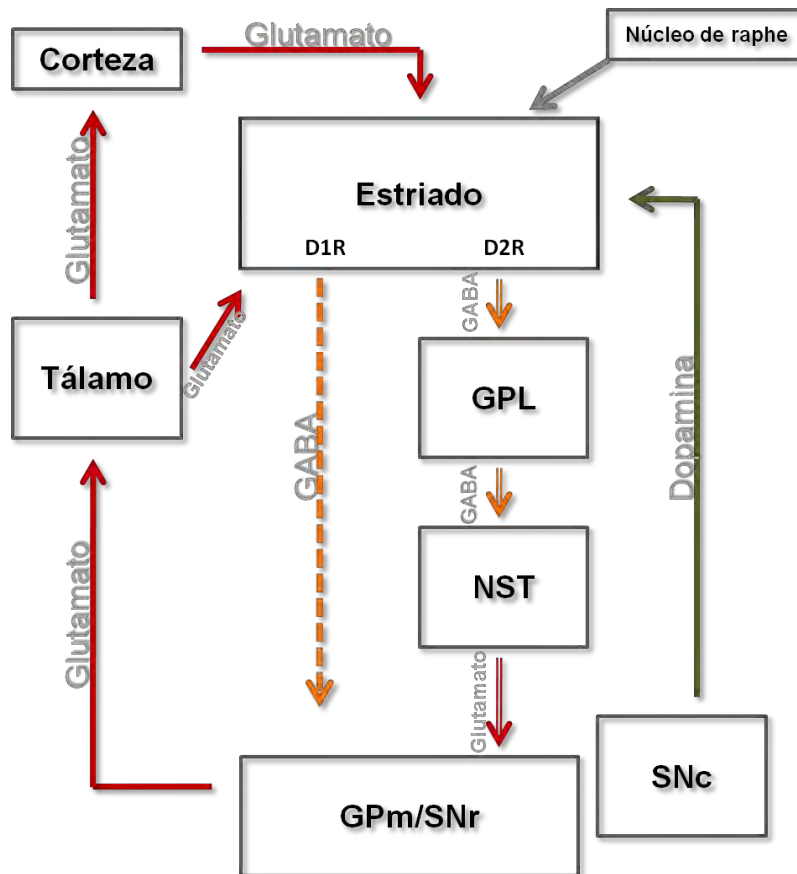 Glutamato
Núcleo de raphe
Corteza
Glutamato
Estriado
D1R
D2R
GABA
Glutamato
Tálamo
GPL
GABA
Dopamina
GABA
NST
Glutamato
Glutamato
SNc
GPm/SNr